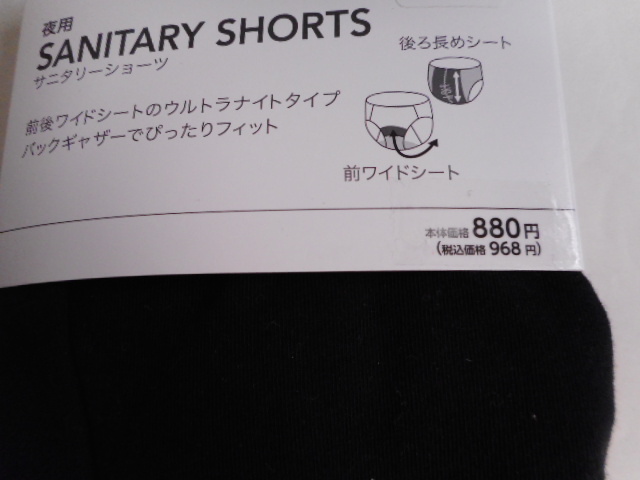 夜用
SANITARY SHORTS
サニタリーショーツ
前後ワイドシートのウルトラナイトタイプ
バックギャザーでぴったりフィット
後ろ長めシート
前ワイドシート
本体価格 880円
(税込価格 968 円)